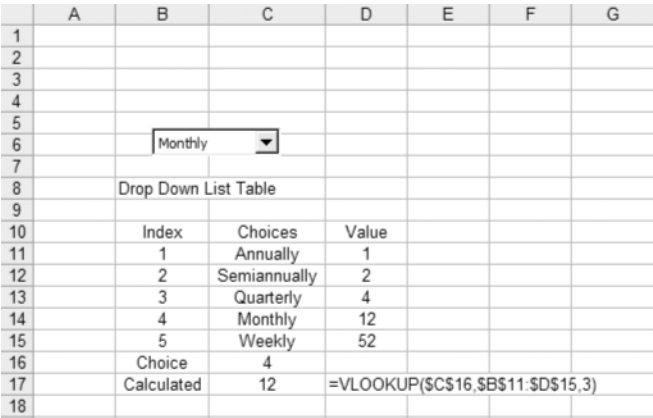 A B C D E F G
1
2
3
4
5
6 Monthly
7
8 Drop Down List Table
9
10 Index Choices Value
11 1 Annually 1
12 2 Semiannually 2
13 3 Quarterly 4
14 4 Monthly 12
15 5 Weekly 52
16 Choice 4
17 Calculated 12 =VLOOKUP($C$16,$B$11:$D$15,3)
18